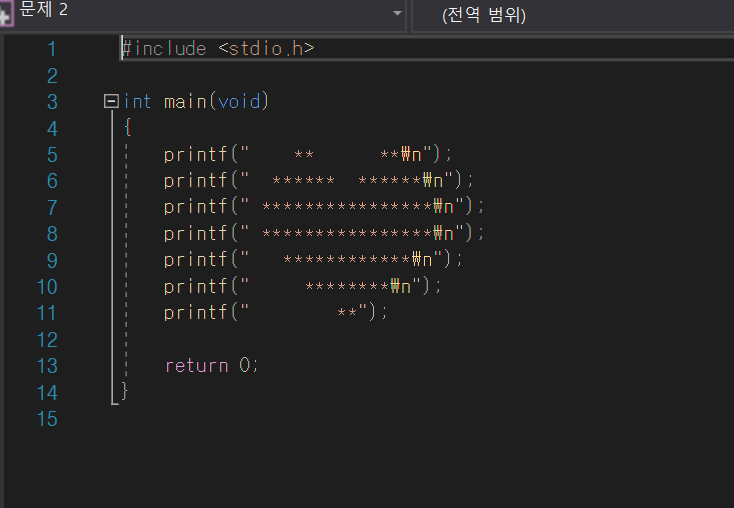 문제 2 (전역 범위)
1 #include <stdio.h>
2
3 int main(void)
4 {
5     printf("    **      **₩n");
6     printf("  ******  ******₩n");
7     printf(" ****************₩n");
8     printf(" ****************₩n");
9     printf("   ************₩n");
10     printf("     ********₩n");
11     printf("        **");
12
13     return 0;
14 }
15